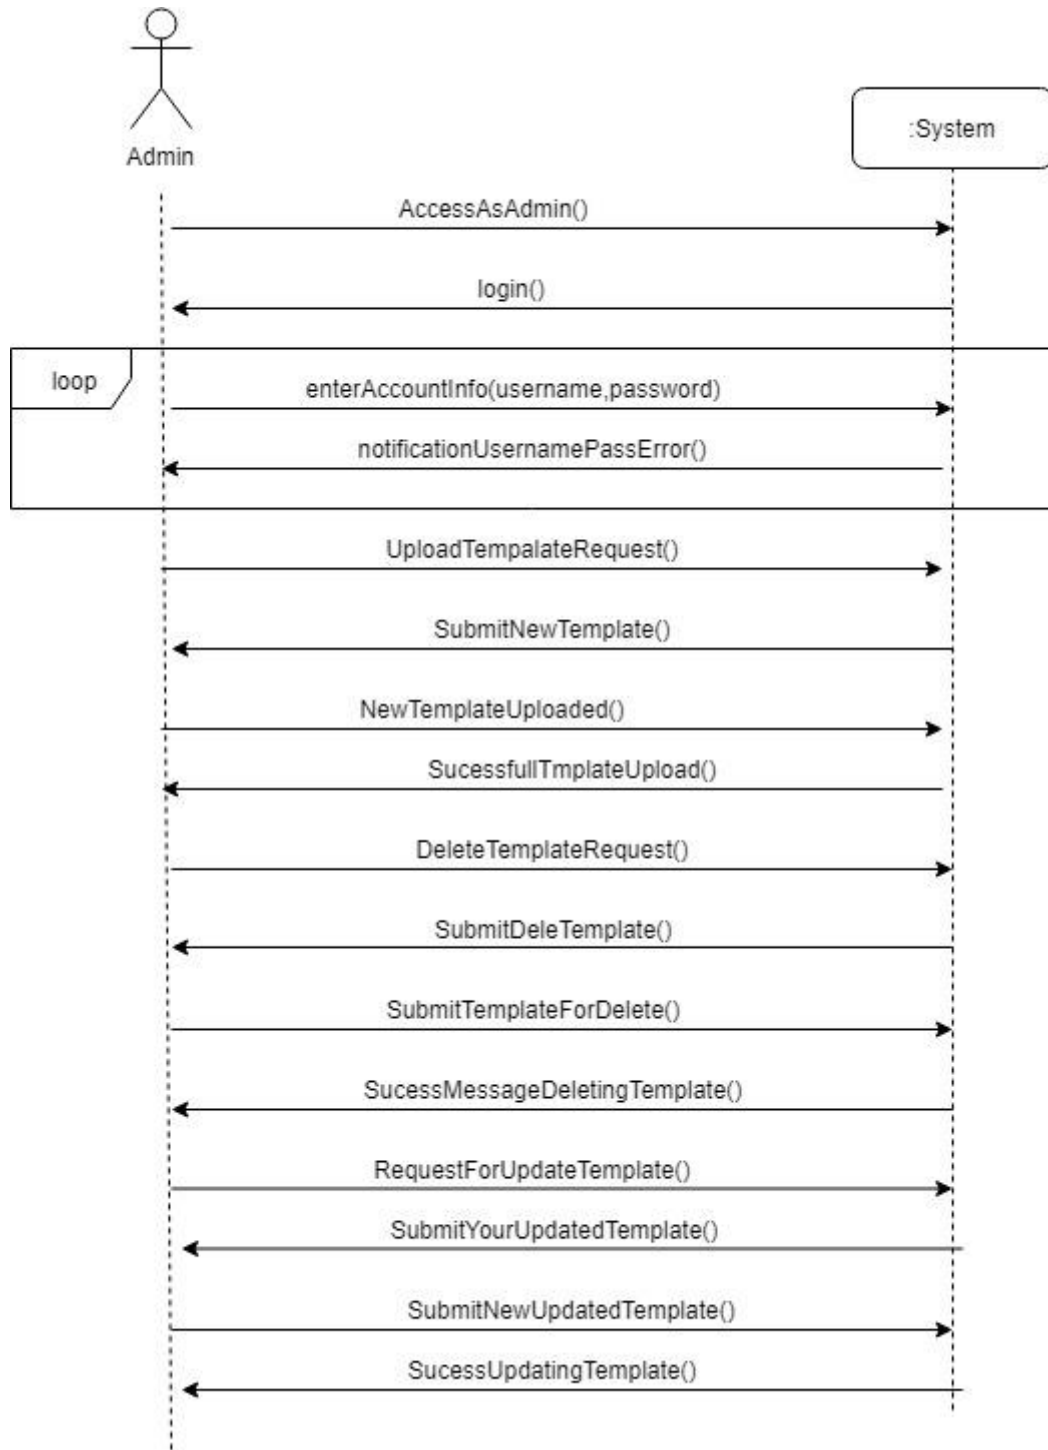 Admin
:System
AccessAsAdmin()
login()
loop
enterAccountInfo(username,password)
notificationUsernamePassError()
UploadTempalateRequest()
SubmitNewTemplate()
NewTemplateUploaded()
SucessfullTmplateUpload()
DeleteTemplateRequest()
SubmitDeleTemplate()
SubmitTemplateForDelete()
SucessMessageDeletingTemplate()
RequestForUpdateTemplate()
SubmitYourUpdatedTemplate()
SubmitNewUpdatedTemplate()
SucessUpdatingTemplate()